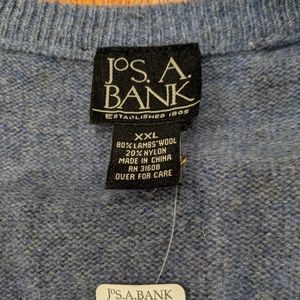 JOS. A.
BANK
ESTABLISHED 1905
XXL
80% LAMBS' WOOL
20% NYLON
MADE IN CHINA
RN 31608
OVER FOR CARE
JOS. A. BANK